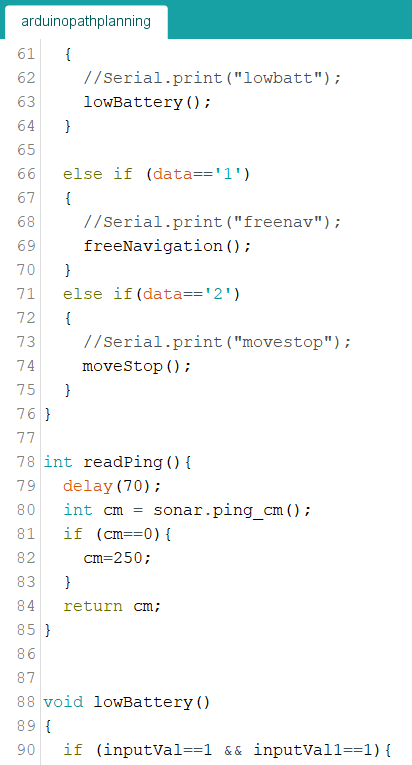 arduinopathplanning
61 {
62 //Serial.print("lowbatt");
63 lowBattery();
64 }
65
66 else if (data=='1')
67 {
68 //Serial.print("freenav");
69 freeNavigation();
70 }
71 else if(data=='2')
72 {
73 //Serial.print("movestop");
74 moveStop();
75 }
76 }
77
78 int readPing(){
79 delay(70);
80 int cm = sonar.ping_cm();
81 if (cm==0){
82 cm=250;
83 }
84 return cm;
85 }
86
87
88 void lowBattery()
89 {
90 if (inputVal==1 && inputVal1==1){